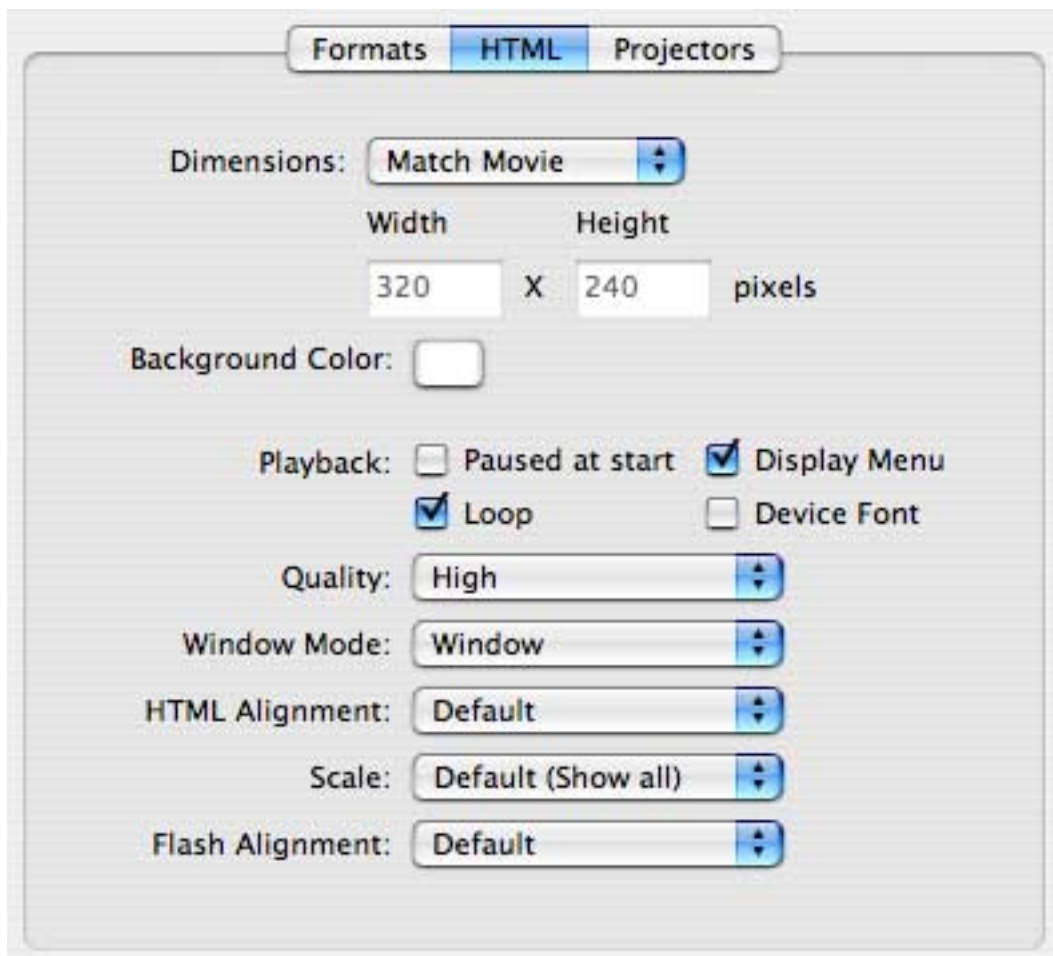 Formats HTML Projectors
Dimensions: Match Movie
Width Height
320 X 240 pixels
Background Color:
Playback: Paused at start Display Menu
Loop Device Font
Quality: High
Window Mode: Window
HTML Alignment: Default
Scale: Default (Show all)
Flash Alignment: Default